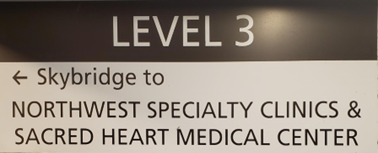 LEVEL 3
← Skybridge to
NORTHWEST SPECIALTY CLINICS &
SACRED HEART MEDICAL CENTER